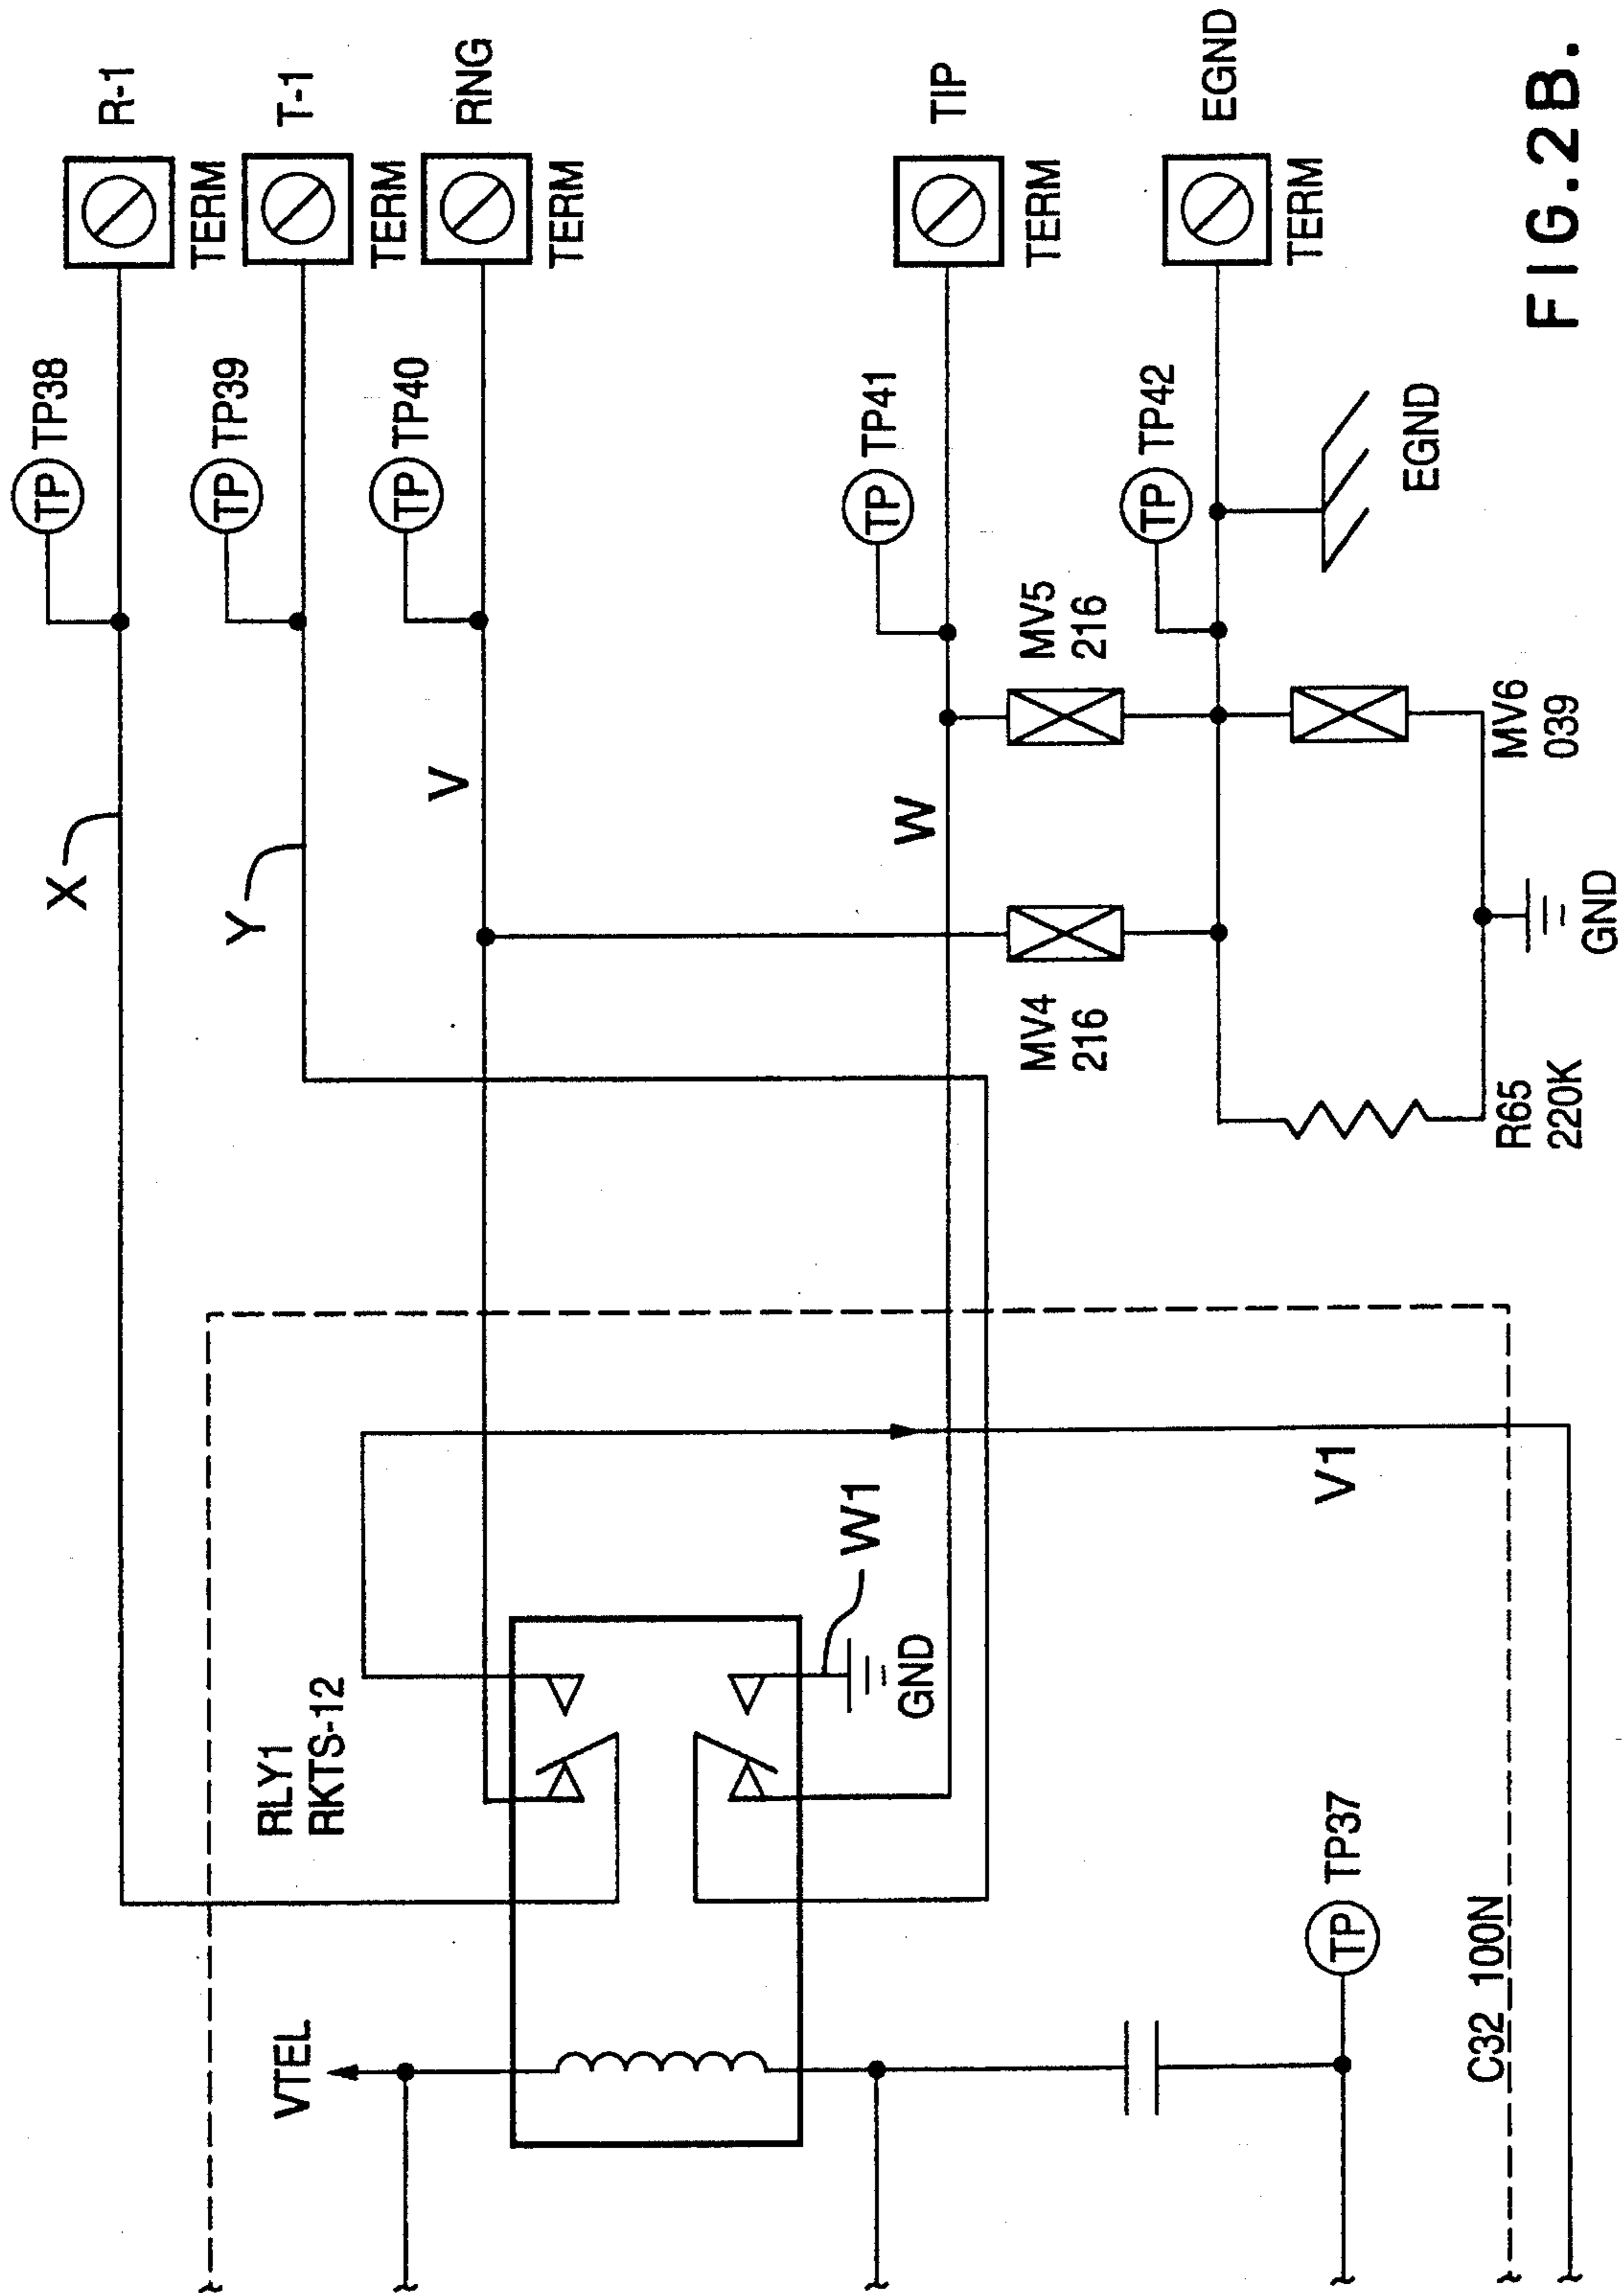 R-1
TERM
TP TP38
X
T-1
TERM
TP TP39
Y
RNG
TERM
TP TP40
V
TIP
TERM
TP TP41
W
EGND
TERM
TP TP42
EGND
MV5
216
MV4
216
MV6
039
GND
R65
220K
RLY1
RKTS-12
VTEL
W1
GND
V1
TP TP37
C32 100N
FIG.2B.